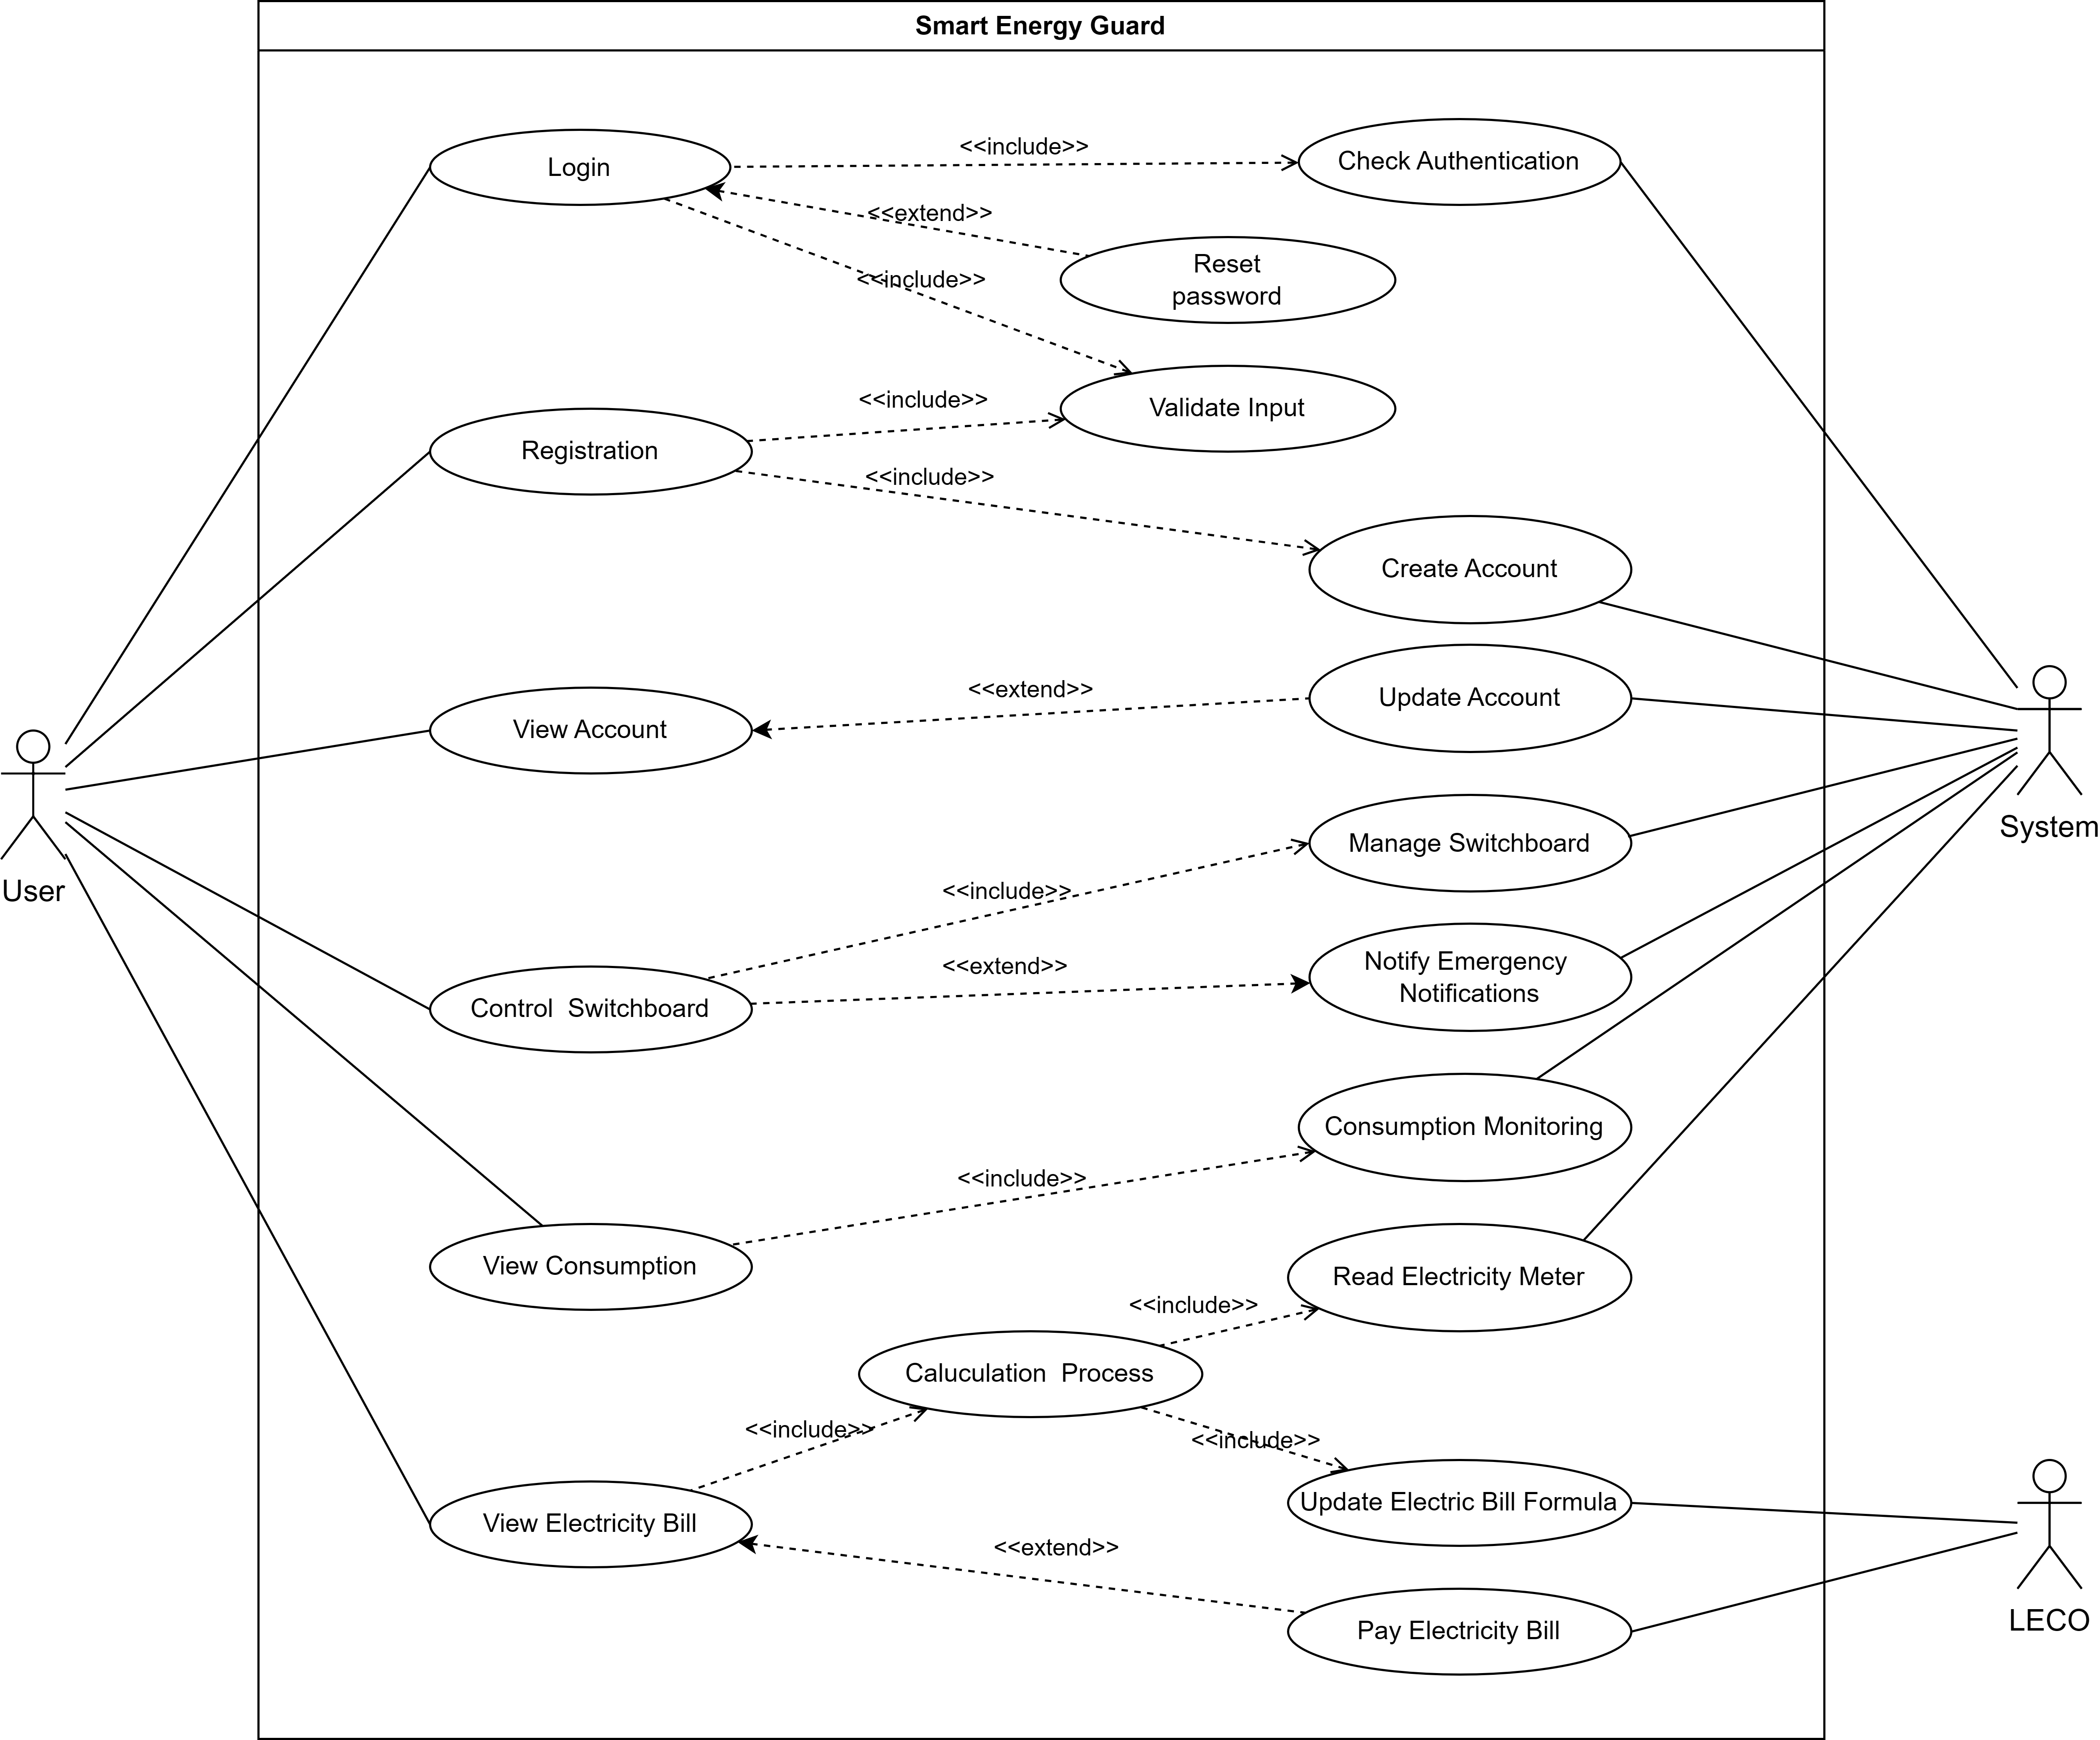 Smart Energy Guard
Login
<<include>>
Check Authentication
<<extend>>
Reset
password
<<include>>
Validate Input
<<include>>
Registration
<<include>>
Create Account
View Account
<<extend>>
Update Account
User
System
Manage Switchboard
<<include>>
Control  Switchboard
<<extend>>
Notify Emergency
Notifications
Consumption Monitoring
<<include>>
View Consumption
Read Electricity Meter
<<include>>
Caluculation  Process
<<include>>
<<include>>
View Electricity Bill
Update Electric Bill Formula
<<extend>>
Pay Electricity Bill
LECO